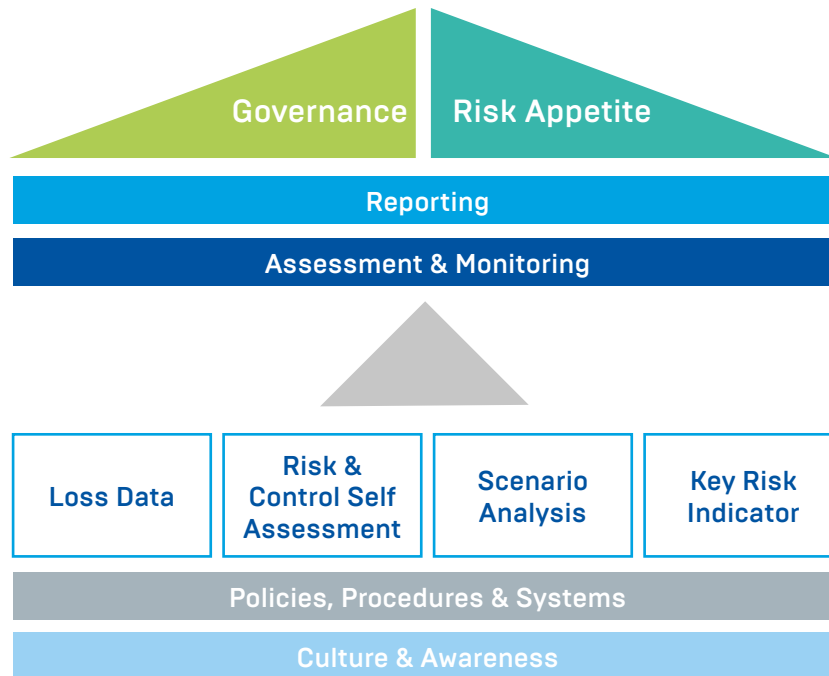 Governance
Risk Appetite
Reporting
Assessment & Monitoring
Loss Data
Risk &
Control Self
Assessment
Scenario
Analysis
Key Risk
Indicator
Policies, Procedures & Systems
Culture & Awareness